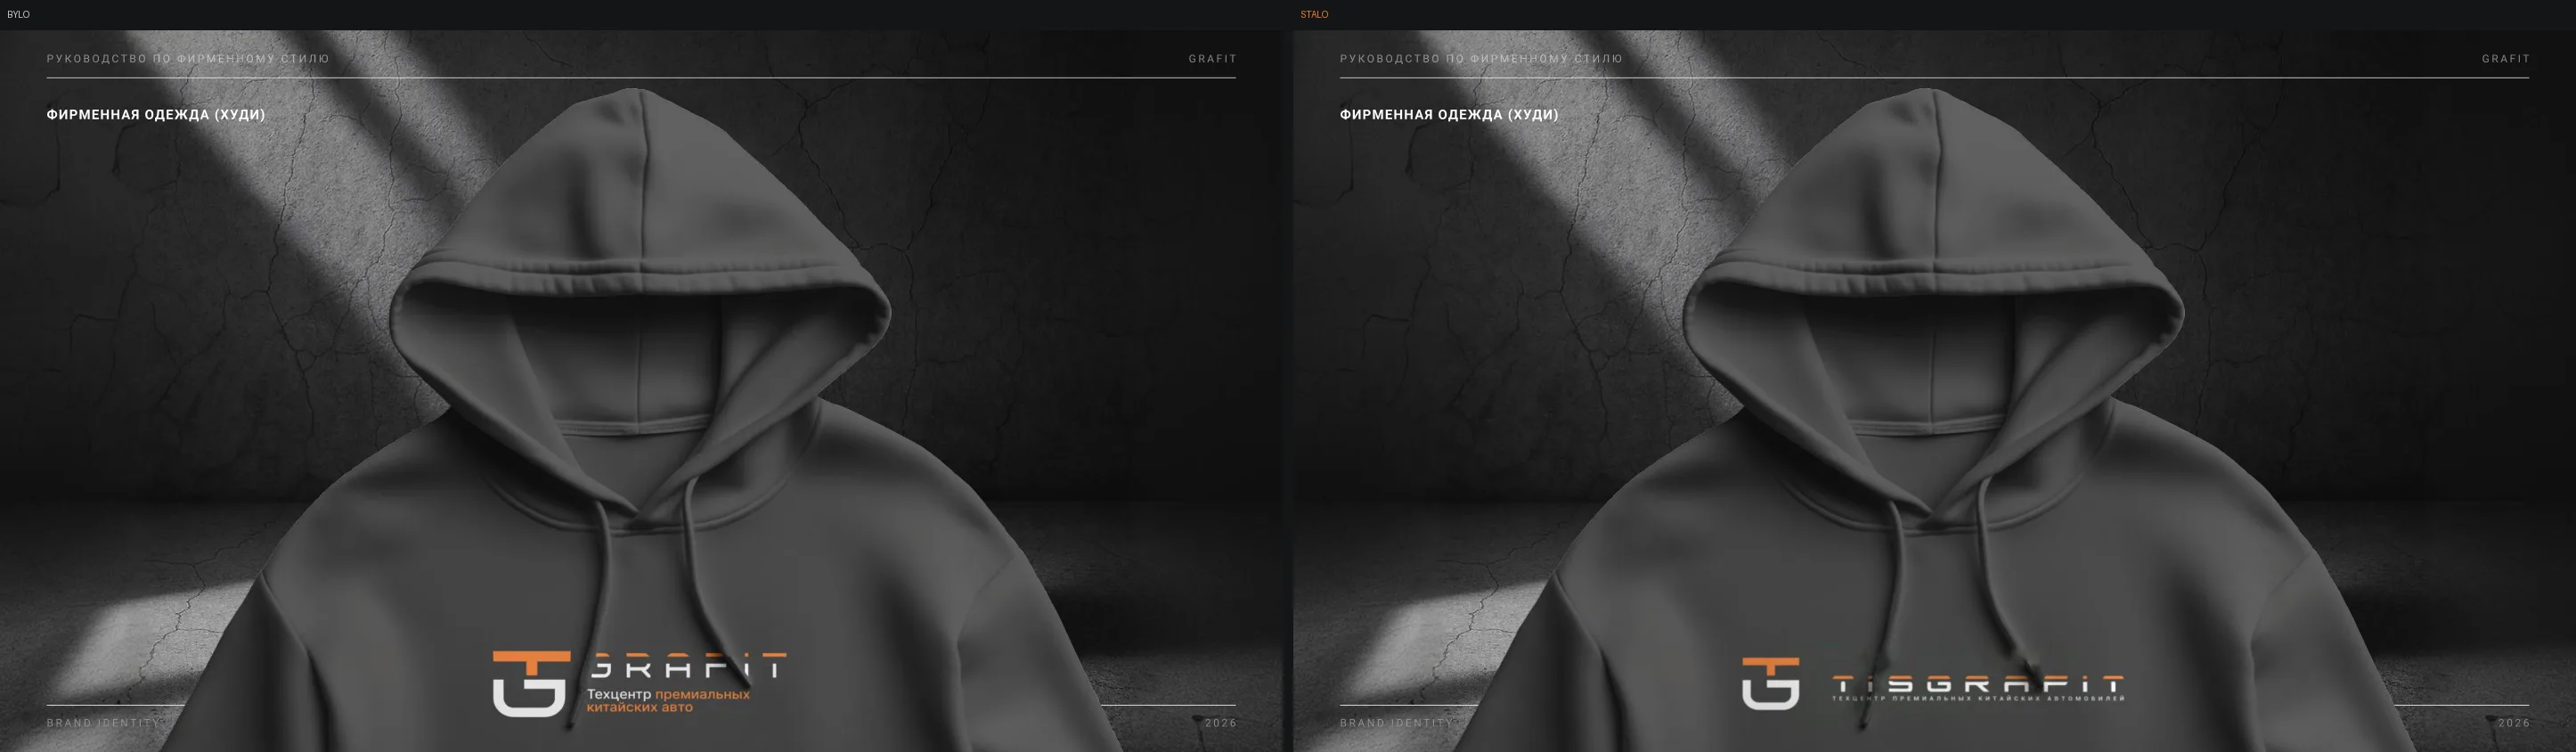 BYLO
РУКОВОДСТВО ПО ФИРМЕННОМУ СТИЛЮ
GRAFIT
ФИРМЕННАЯ ОДЕЖДА (ХУДИ)
GRAFIT
Техцентр премиальных
китайских авто
BRAND IDENTITY
2026
STALO
РУКОВОДСТВО ПО ФИРМЕННОМУ СТИЛЮ
GRAFIT
ФИРМЕННАЯ ОДЕЖДА (ХУДИ)
TISGRAFIT
ТЕХЦЕНТР ПРЕМИАЛЬНЫХ КИТАЙСКИХ АВТОМОБИЛЕЙ
BRAND IDENTITY
2026